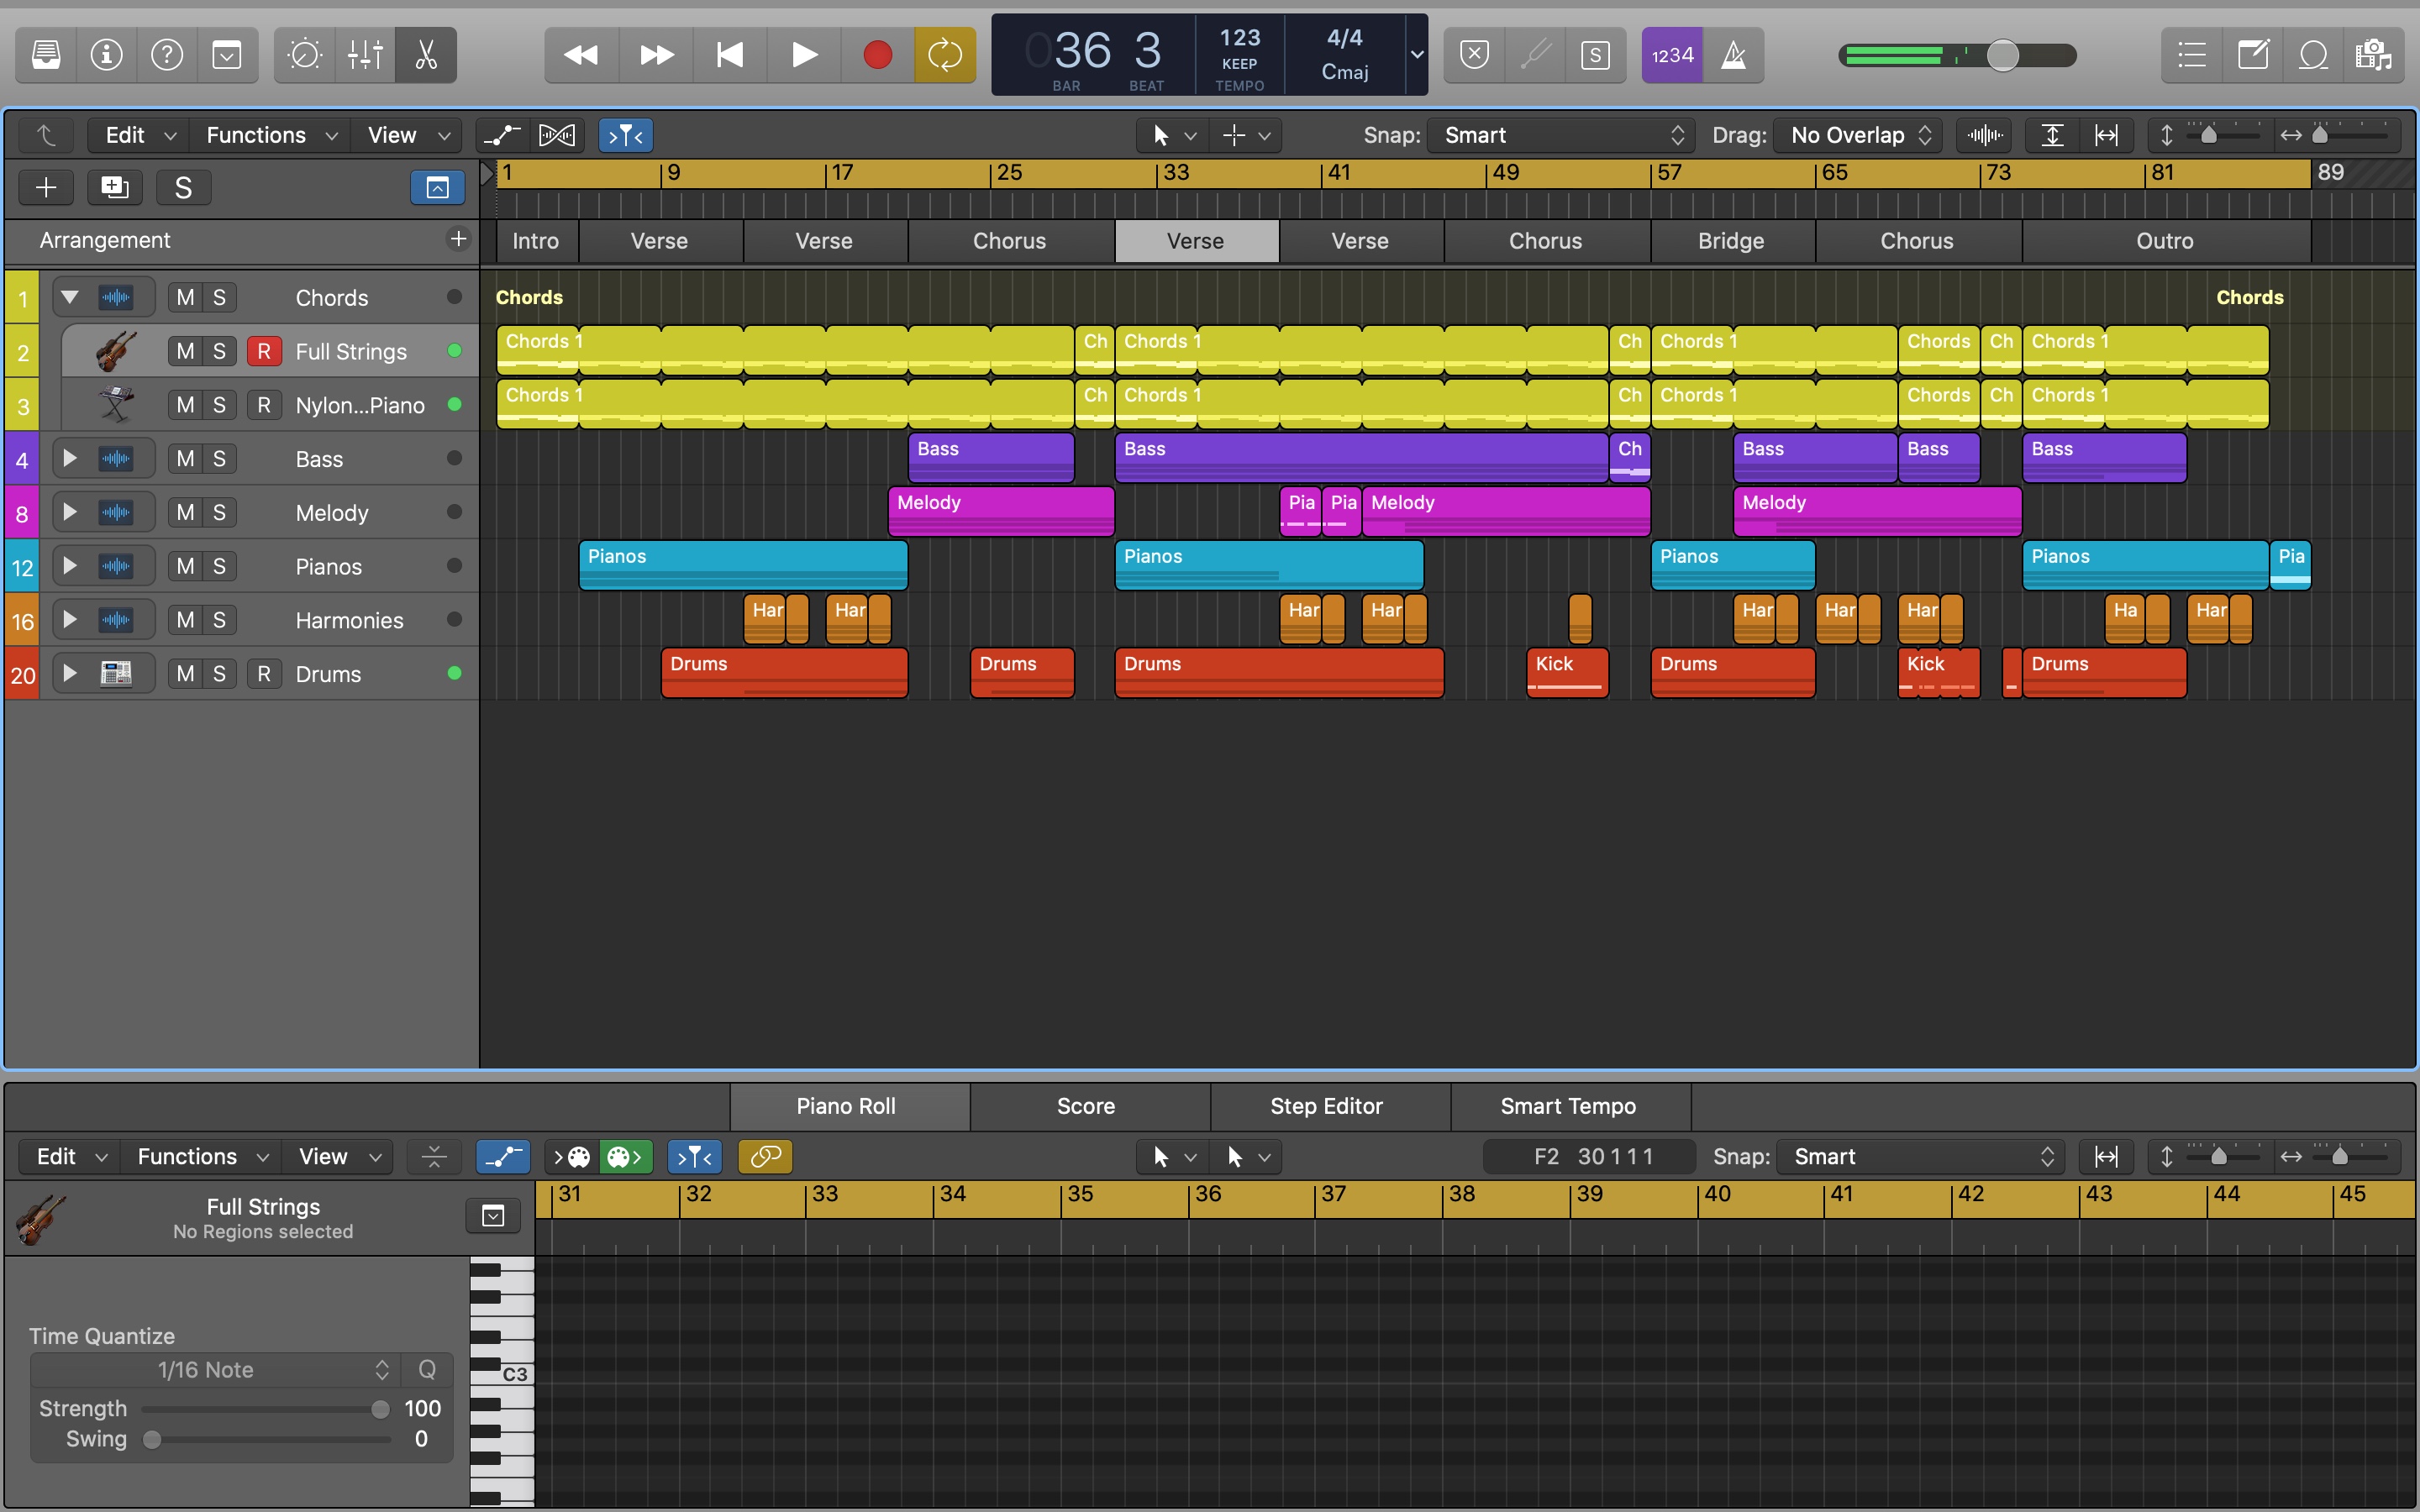 036 3 123 4/4
KEEP Cmaj
BAR BEAT TEMPO
S 1234
Edit Functions View Snap: Smart Drag: No Overlap
S 1 9 17 25 33 41 49 57 65 73 81 89
Arrangement Intro Verse Verse Chorus Verse Verse Chorus Bridge Chorus Outro
1 M S Chords Chords Chords
2 M S R Full Strings Chords 1 Ch Chords 1 Ch Chords 1 Chords Ch Chords 1
3 M S R Nylon...Piano Chords 1 Ch Chords 1 Ch Chords 1 Chords Ch Chords 1
4 M S Bass Bass Bass Ch Bass Bass Bass
8 M S Melody Melody Pia Pia Melody Melody
12 M S Pianos Pianos Pianos Pianos Pianos Pia
16 M S Harmonies Har Har Har Har Har Har Har Ha Har
20 M S R Drums Drums Drums Drums Kick Drums Kick Drums
Piano Roll Score Step Editor Smart Tempo
Edit Functions View F2 30 1 1 1 Snap: Smart
31 32 33 34 35 36 37 38 39 40 41 42 43 44 45
Full Strings
No Regions selected
Time Quantize
1/16 Note Q
C3
Strength 100
Swing 0